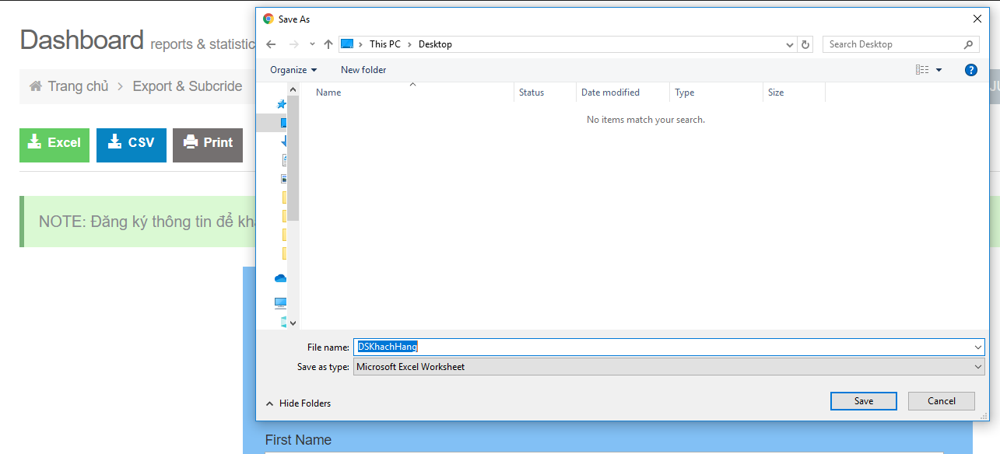 Save As
Dashboard reports & statistic
This PC > Desktop
Search Desktop
Organize
New folder
Trang chủ > Export & Subcride
Name
Status
Date modified
Type
Size
No items match your search.
Excel
CSV
Print
NOTE: Đăng ký thông tin để kh
File name: DSKhachHang
Save as type: Microsoft Excel Worksheet
Hide Folders
Save
Cancel
First Name